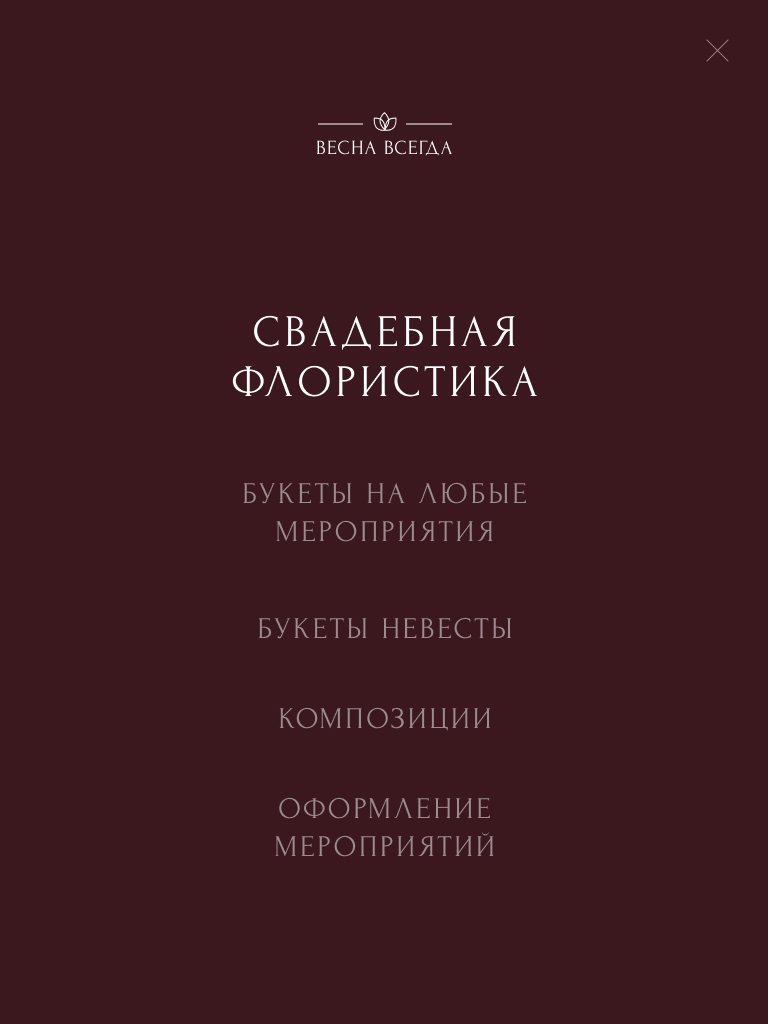 ВЕСНА ВСЕГДА
СВАДЕБНАЯ
ФЛОРИСТИКА
БУКЕТЫ НА ЛЮБЫЕ
МЕРОПРИЯТИЯ
БУКЕТЫ НЕВЕСТЫ
КОМПОЗИЦИИ
ОФОРМЛЕНИЕ
МЕРОПРИЯТИЙ